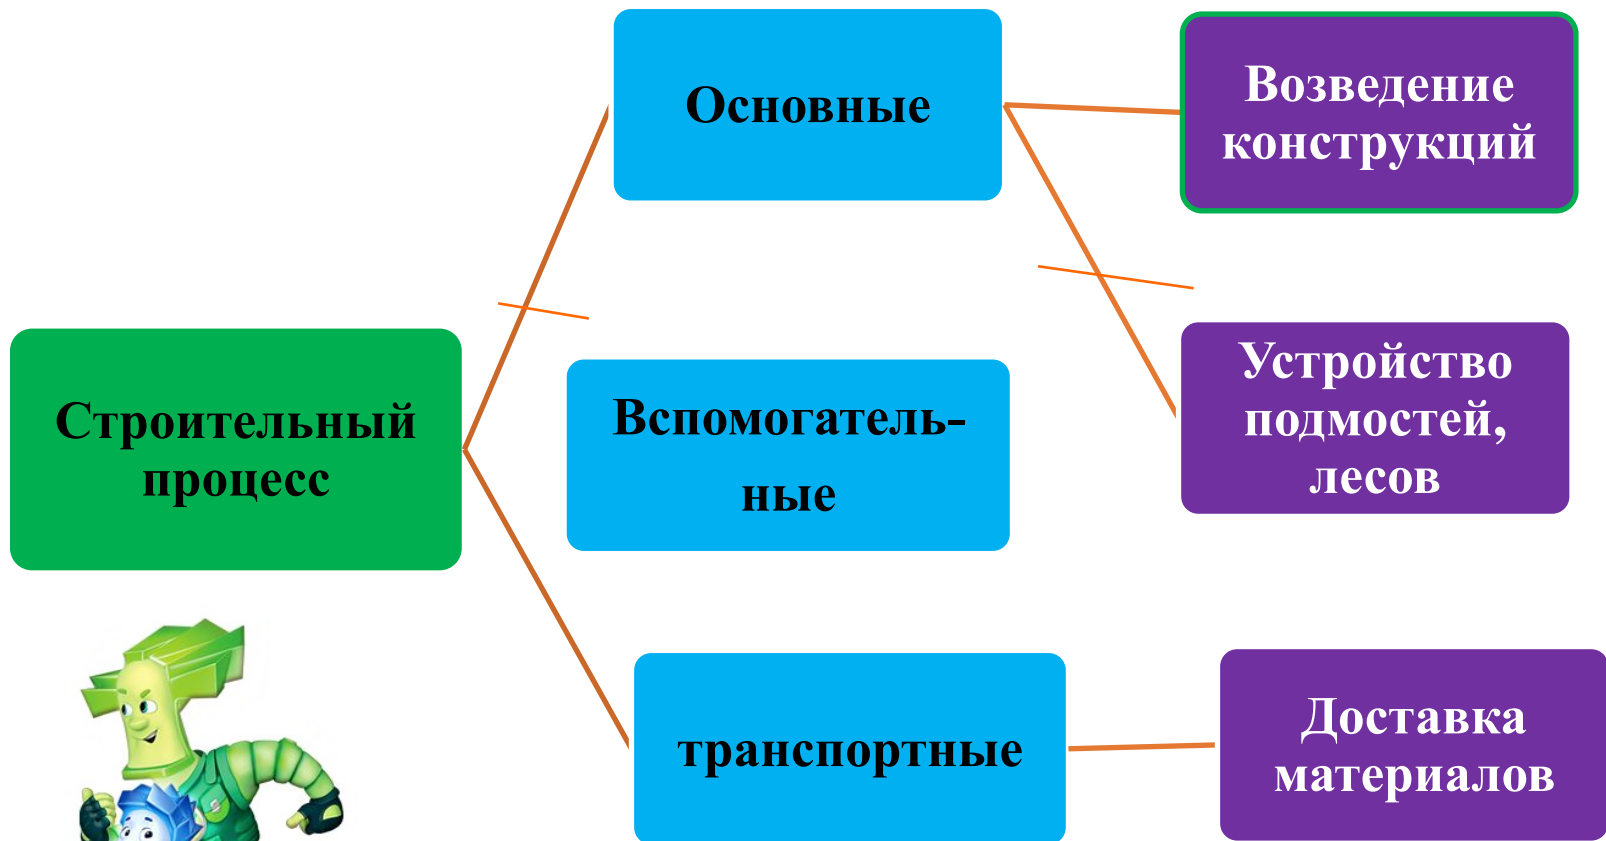 Основные
Возведение
конструкций
Строительный
процесс
Вспомогатель-
ные
Устройство
подмостей,
лесов
транспортные
Доставка
материалов